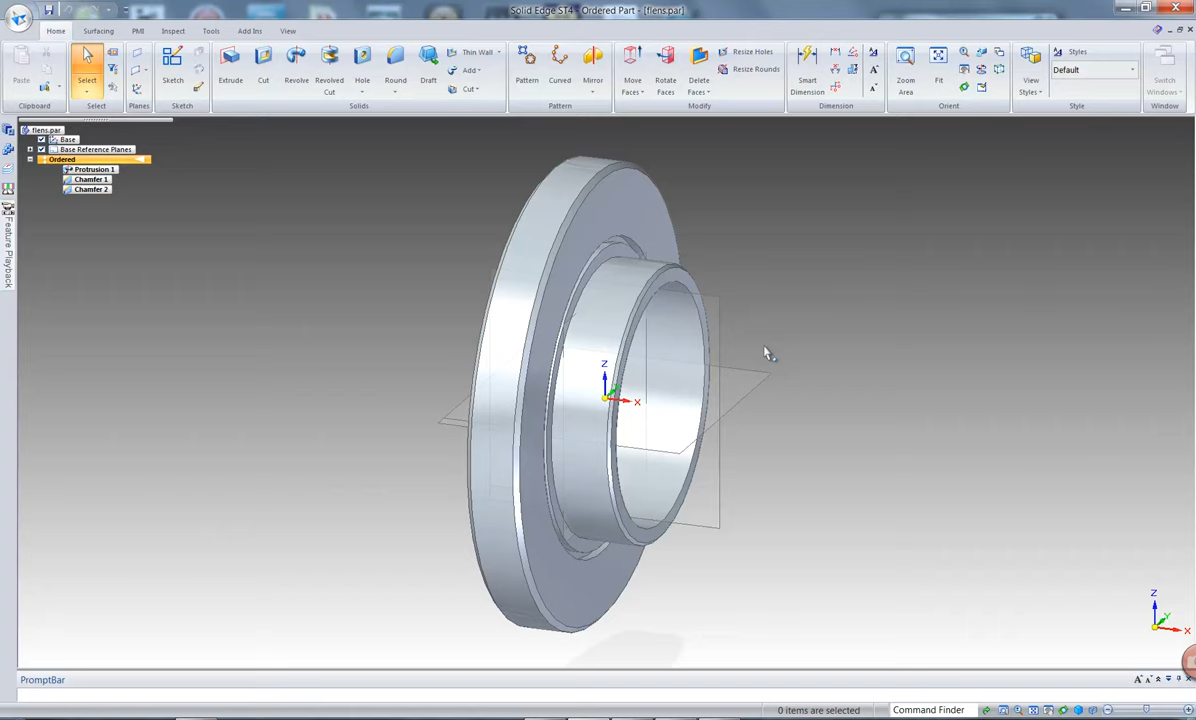 Solid Edge ST4 - Ordered Part - [flens.par]
Home Surfacing PMI Inspect Tools Add Ins View
Paste
Select
Sketch
Extrude
Cut
Revolve
Revolved
Cut
Hole
Round
Draft
Thin Wall
Add
Cut
Pattern
Curved
Mirror
Move
Faces
Rotate
Faces
Delete
Faces
Resize Holes
Resize Rounds
Smart
Dimension
Zoom
Area
Fit
View
Styles
Styles
Default
Switch
Windows
Clipboard Select Planes Sketch Solids Pattern Modify Dimension Orient Style Window
flens.par
Base
Base Reference Planes
Ordered
Protrusion 1
Chamfer 1
Chamfer 2
Feature Playback
Z
X
Z
Y
X
PromptBar
0 items are selected Command Finder